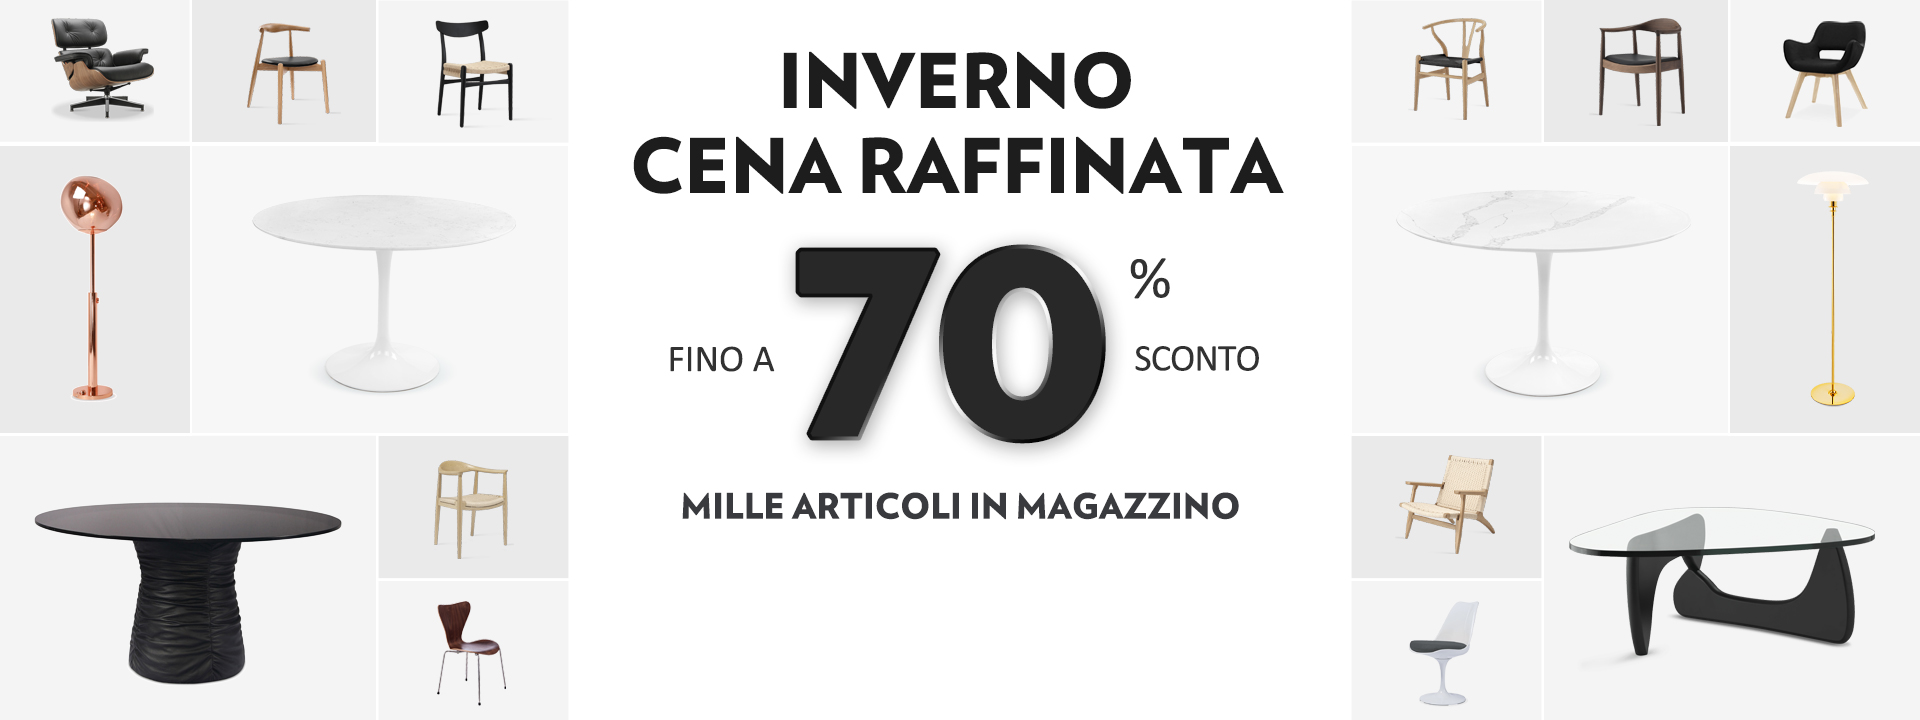 INVERNO
CENA RAFFINATA
FINO A 70 % SCONTO
MILLE ARTICOLI IN MAGAZZINO